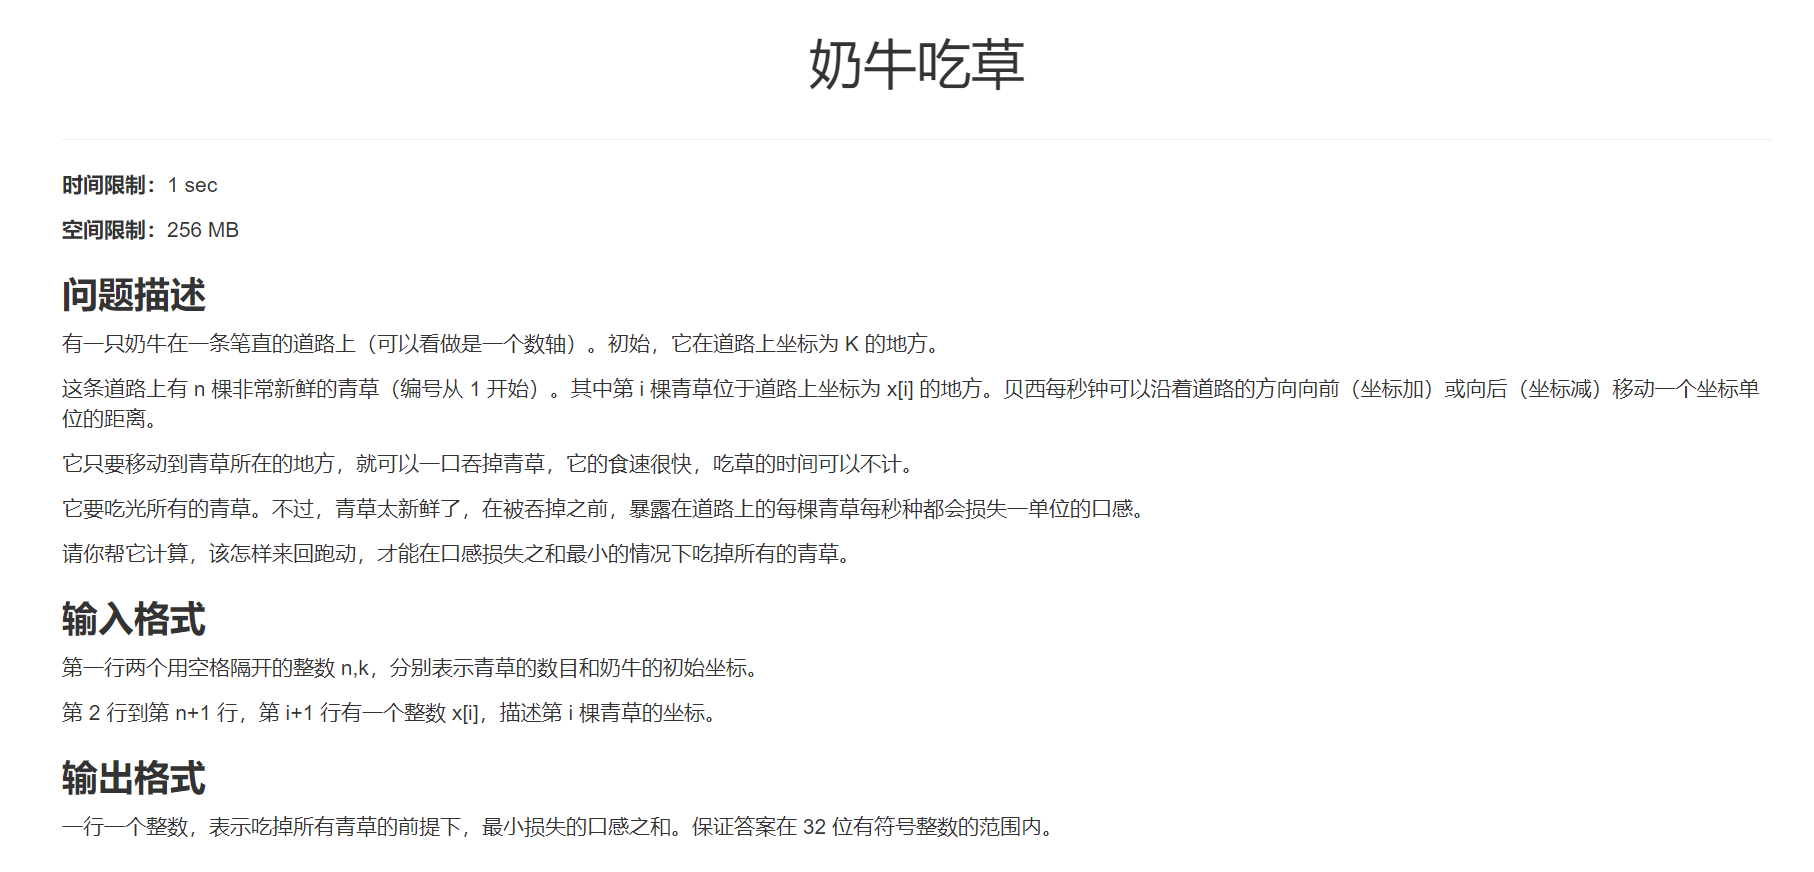 奶牛吃草
时间限制：1 sec
空间限制：256 MB
问题描述
有一只奶牛在一条笔直的道路上（可以看做是一个数轴）。初始，它在道路上坐标为 K 的地方。
这条道路上有 n 棵非常新鲜的青草（编号从 1 开始）。其中第 i 棵青草位于道路上坐标为 x[i] 的地方。贝西每秒钟可以沿着道路的方向向前（坐标加）或向后（坐标减）移动一个坐标单
位的距离。
它只要移动到青草所在的地方，就可以一口吞掉青草，它的食速很快，吃草的时间可以不计。
它要吃光所有的青草。不过，青草太新鲜了，在被吞掉之前，暴露在道路上的每棵青草每秒种都会损失一单位的口感。
请你帮它计算，该怎样来回跑动，才能在口感损失之和最小的情况下吃掉所有的青草。
输入格式
第一行两个用空格隔开的整数 n,k，分别表示青草的数目和奶牛的初始坐标。
第 2 行到第 n+1 行，第 i+1 行有一个整数 x[i]，描述第 i 棵青草的坐标。
输出格式
一行一个整数，表示吃掉所有青草的前提下，最小损失的口感之和。保证答案在 32 位有符号整数的范围内。